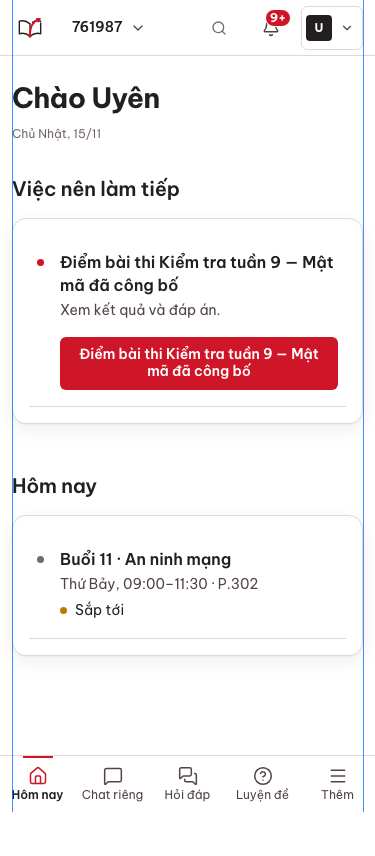 761987
9+
U
Chào Uyên
Chủ Nhật, 15/11
Việc nên làm tiếp
Điểm bài thi Kiểm tra tuần 9 — Mật
mã đã công bố
Xem kết quả và đáp án.
Điểm bài thi Kiểm tra tuần 9 — Mật
mã đã công bố
Hôm nay
Buổi 11 · An ninh mạng
Thứ Bảy, 09:00–11:30 · P.302
Sắp tới
Hôm nay
Chat riêng
Hỏi đáp
Luyện đề
Thêm